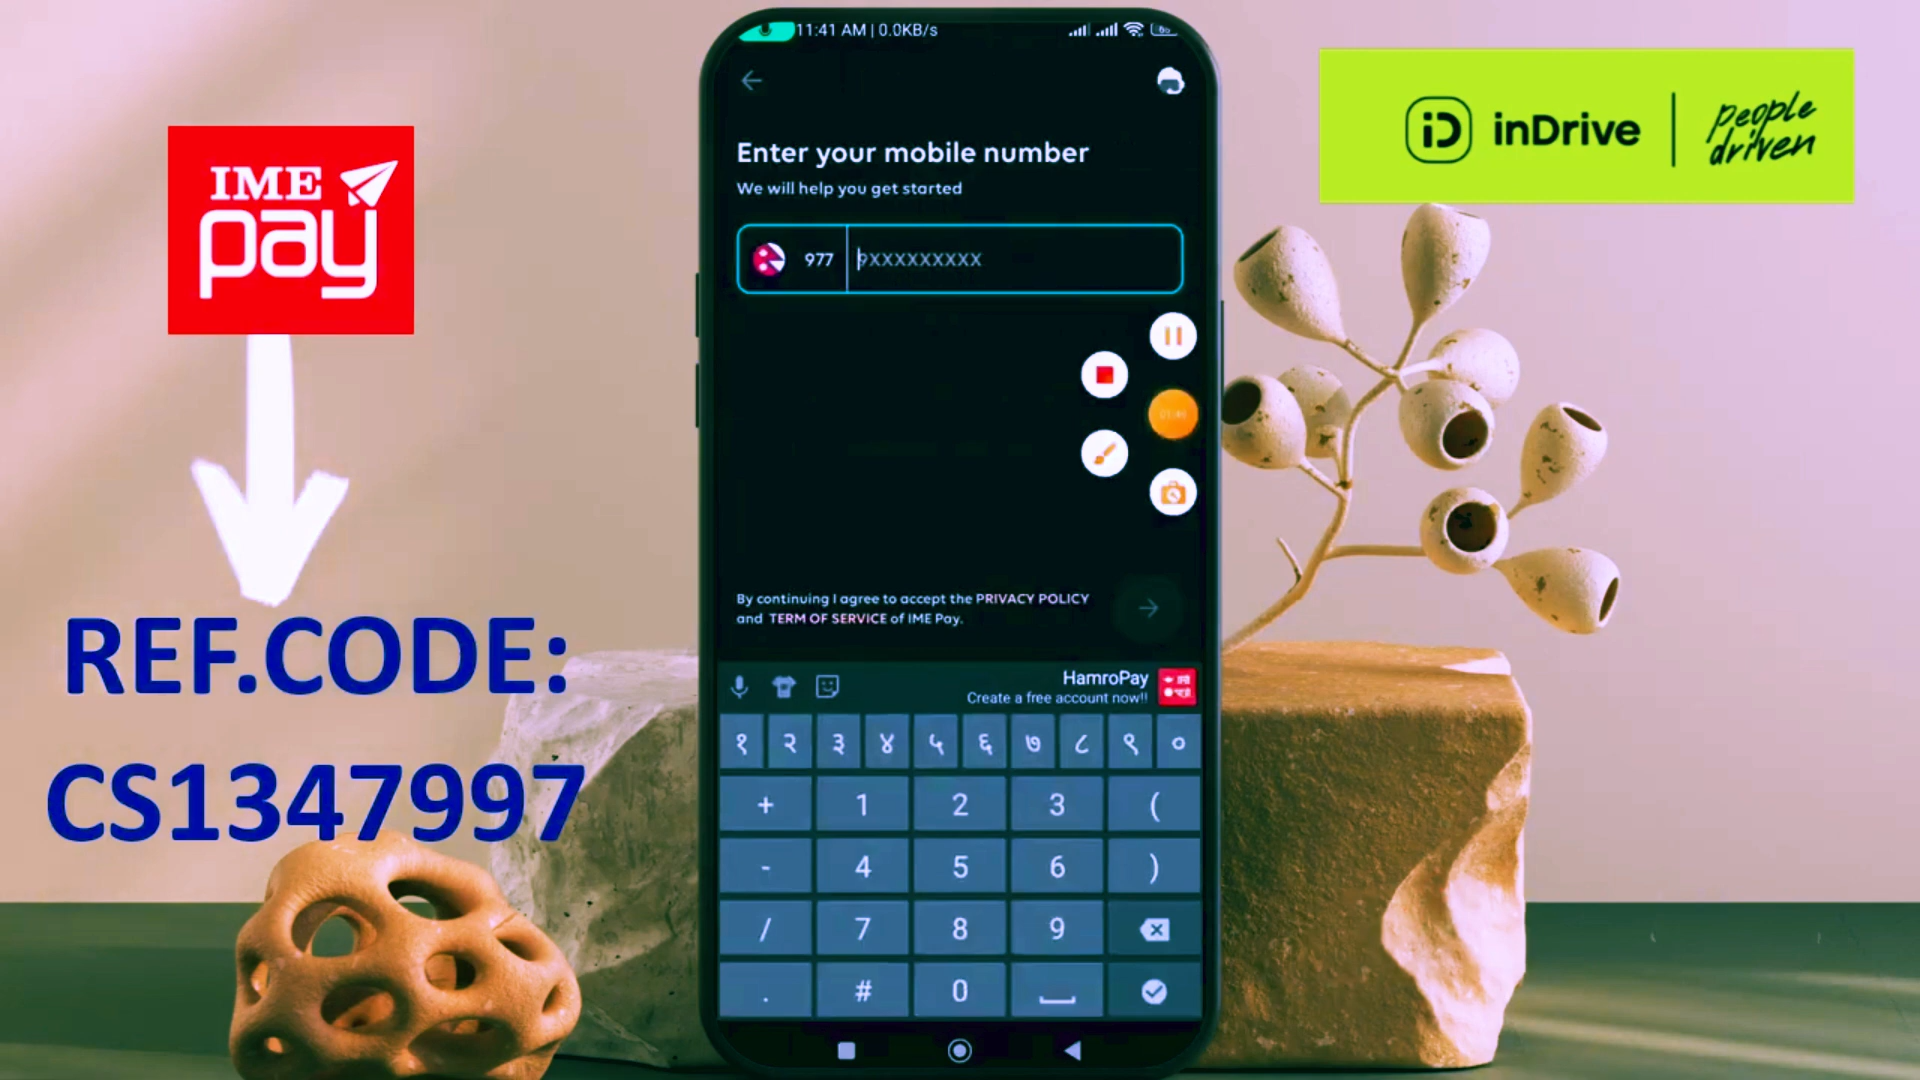 IME
pay
REF.CODE:
CS1347997
11:41 AM | 0.0KB/s
Enter your mobile number
We will help you get started
977 9XXXXXXXXX
By continuing I agree to accept the PRIVACY POLICY
and TERM OF SERVICE of IME Pay.
HamroPay
Create a free account now!!
१ २ ३ ४ ५ ६ ७ ८ ९ ०
+ 1 2 3 (
- 4 5 6 )
/ 7 8 9
. # 0
iD inDrive
people
driven